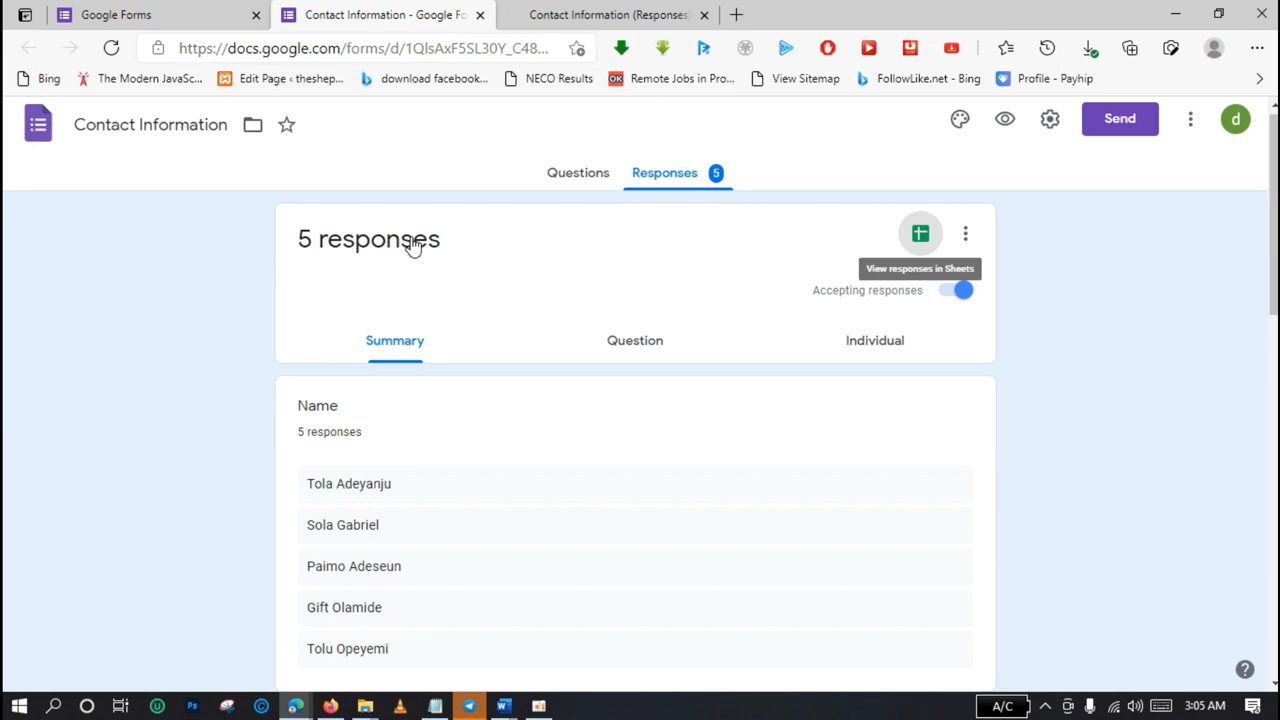 Google Forms
Contact Information - Google Fo
Contact Information (Responses)
https://docs.google.com/forms/d/1QlsAxF5SL30Y_C48...
Bing
The Modern JavaSc...
Edit Page ‹ theshep...
download facebook...
NECO Results
OK
Remote Jobs in Pro...
View Sitemap
FollowLike.net - Bing
Profile - Payhip
Contact Information
Send
d
Questions
Responses 5
5 responses
View responses in Sheets
Accepting responses
Summary
Question
Individual
Name
5 responses
Tola Adeyanju
Sola Gabriel
Paimo Adeseun
Gift Olamide
Tolu Opeyemi
A/C
3:05 AM